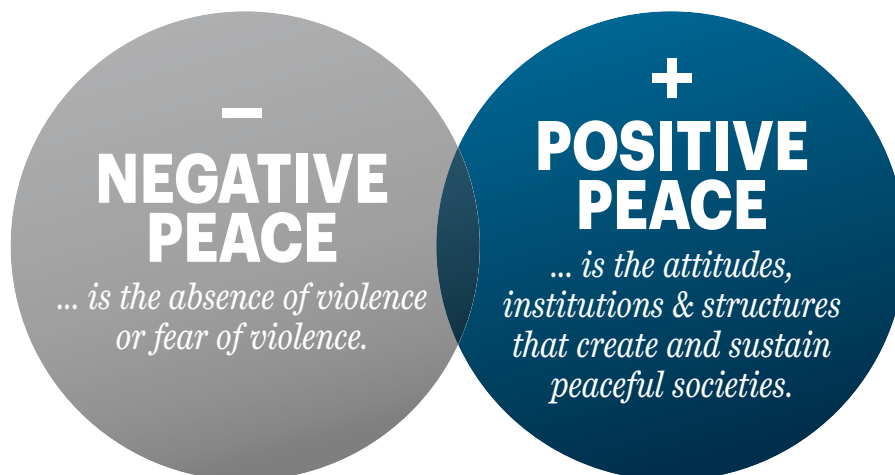 –
NEGATIVE
PEACE
... is the absence of violence
or fear of violence.
+
POSITIVE
PEACE
... is the attitudes,
institutions & structures
that create and sustain
peaceful societies.